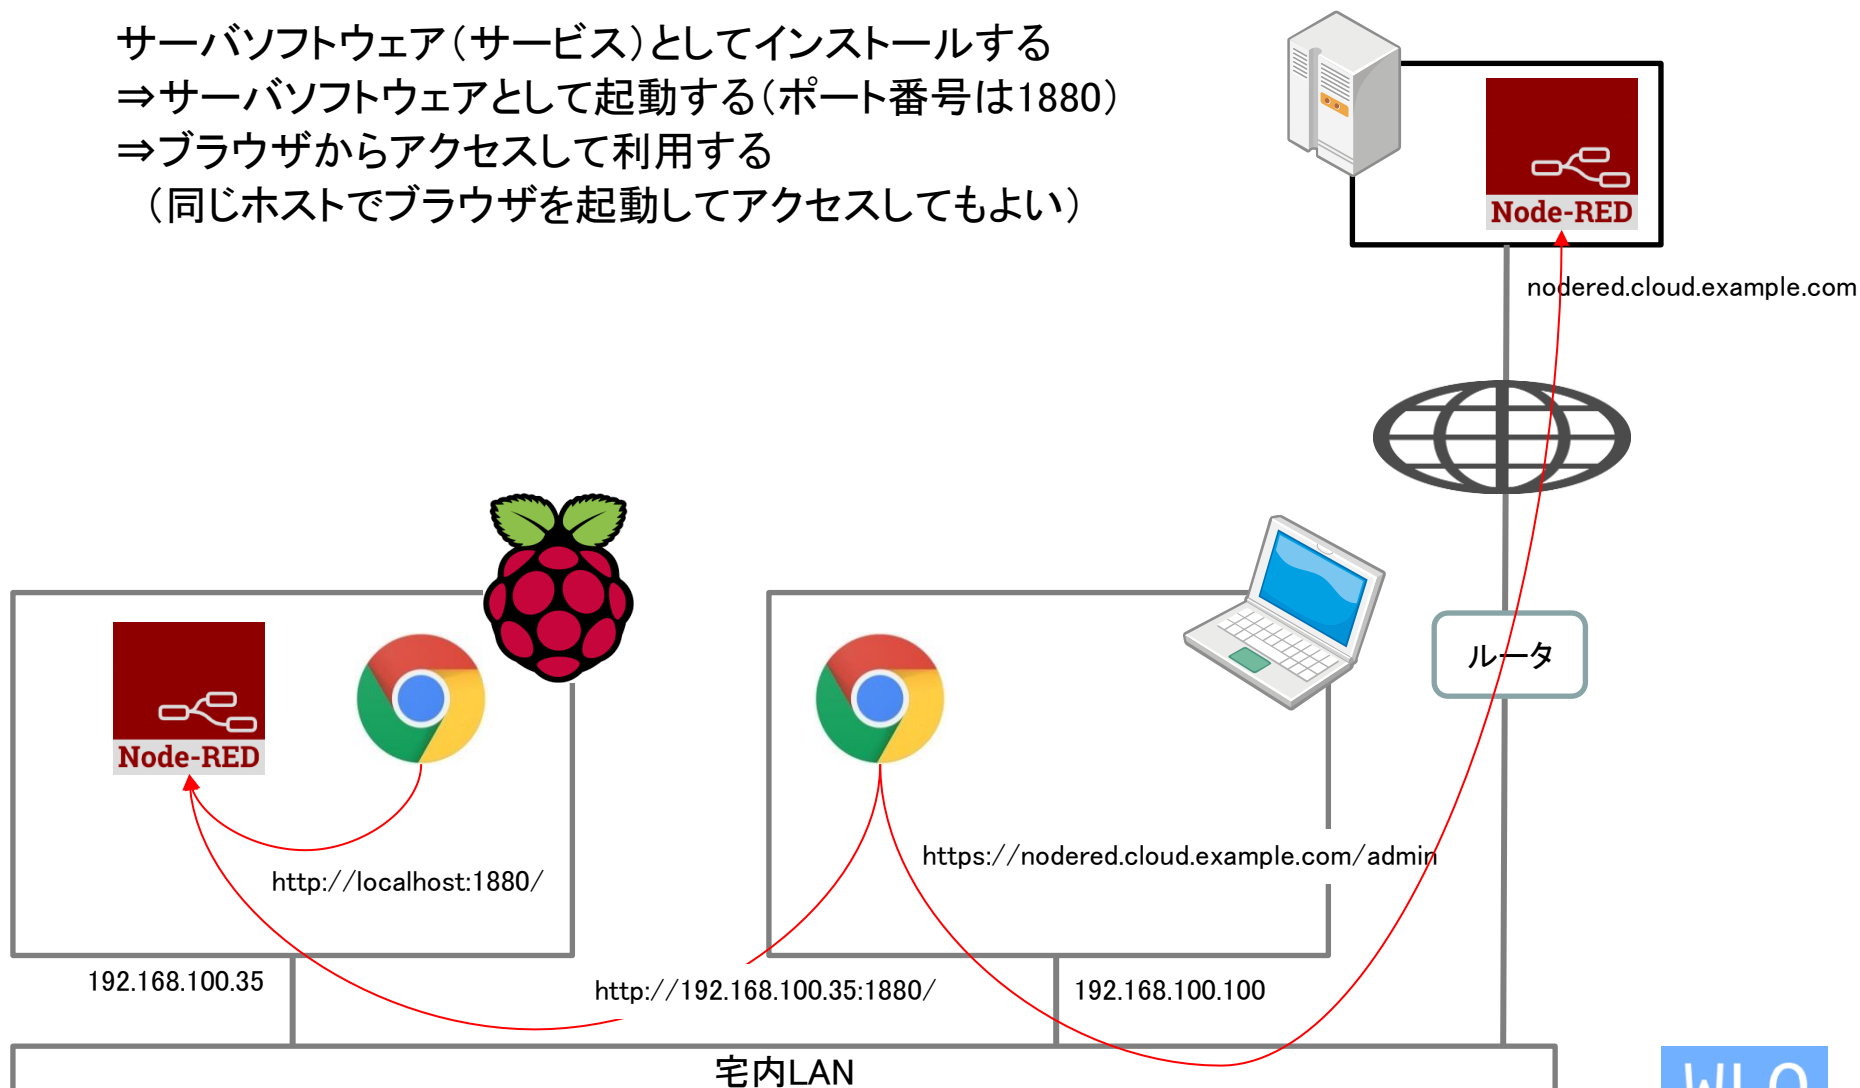 サーバソフトウェア（サービス）としてインストールする
⇒サーバソフトウェアとして起動する（ポート番号は1880）
⇒ブラウザからアクセスして利用する
（同じホストでブラウザを起動してアクセスしてもよい）
Node-RED
nodered.cloud.example.com
ルータ
Node-RED
https://nodered.cloud.example.com/admin
http://localhost:1880/
192.168.100.35
http://192.168.100.35:1880/
192.168.100.100
宅内LAN